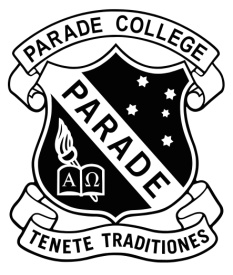 PARADE COLLEGE
PARADE
Α Ω
TENETE TRADITIONES